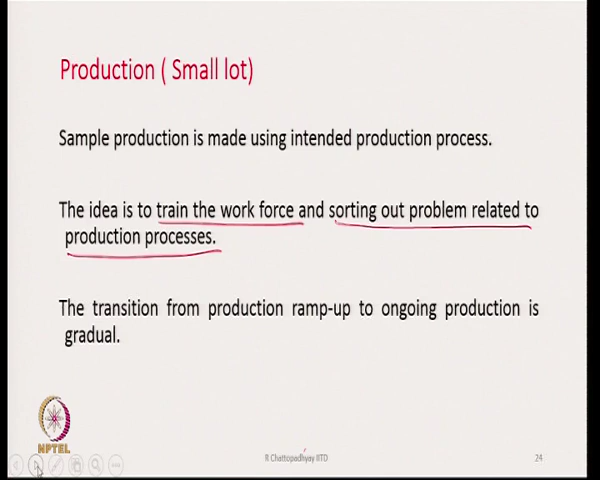 Production ( Small lot)
Sample production is made using intended production process.
The idea is to train the work force and sorting out problem related to
production processes.
The transition from production ramp-up to ongoing production is
gradual.
NPTEL
R Chattopadhyay IITD
24